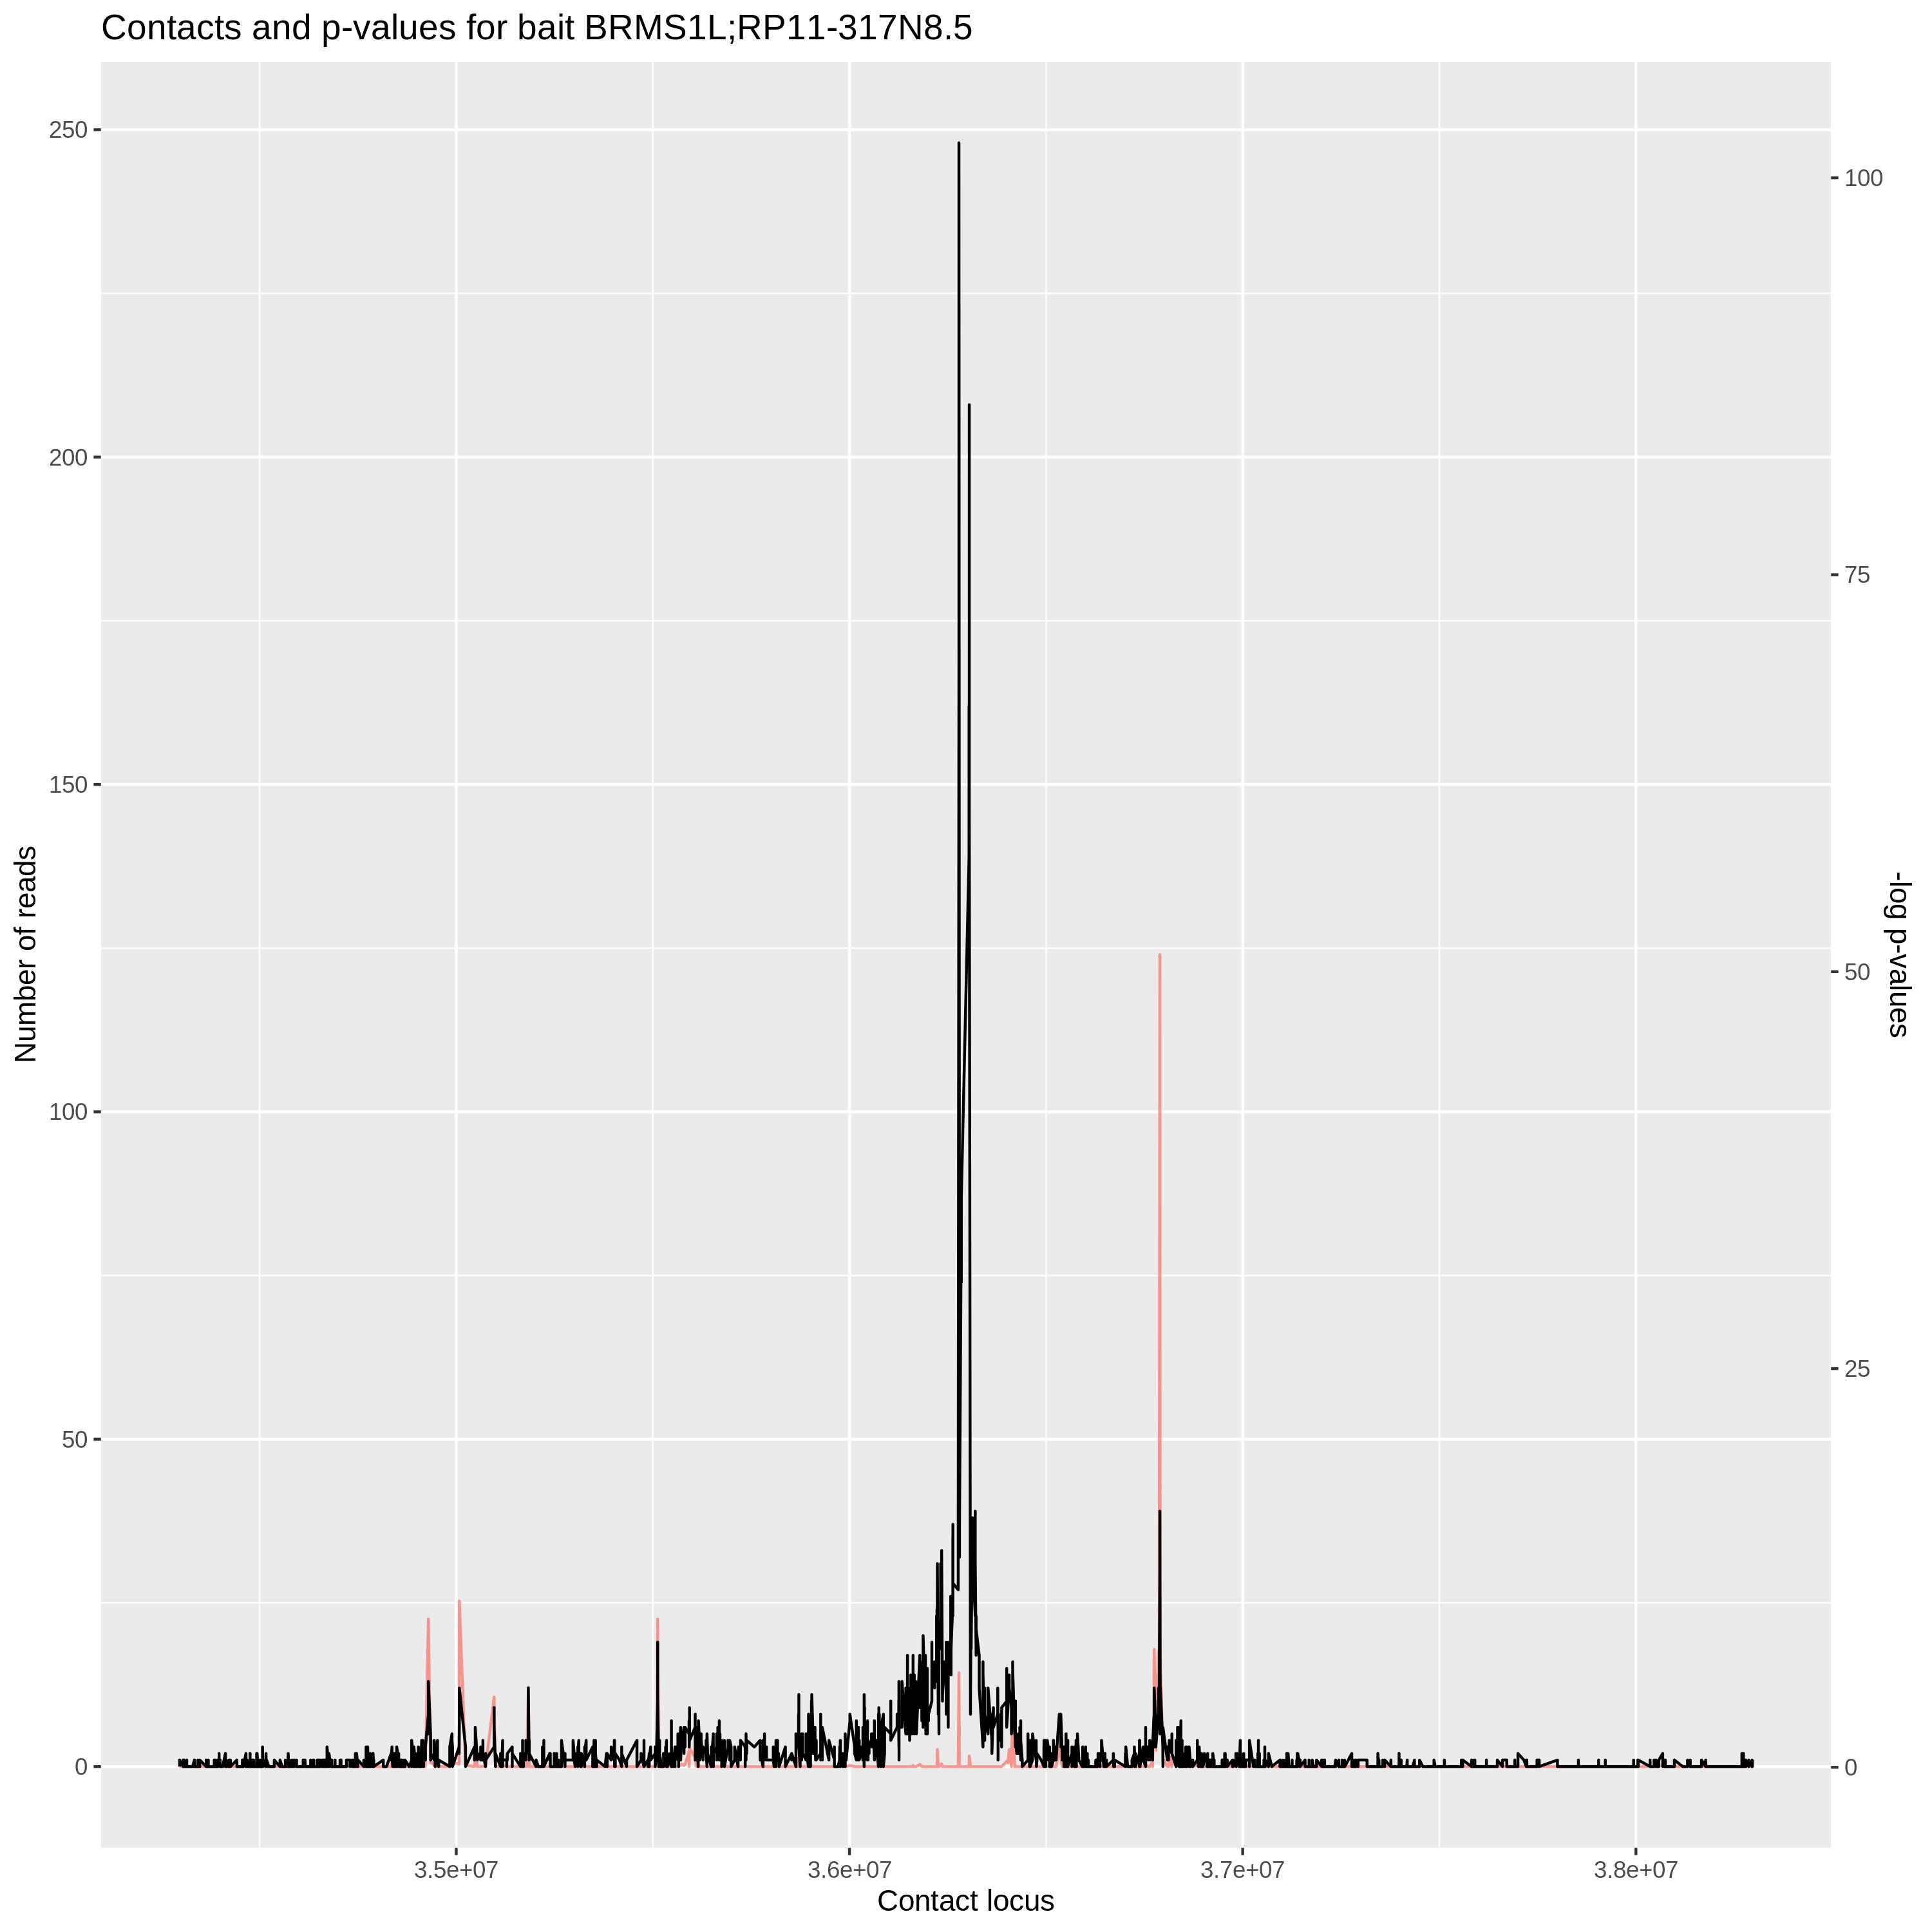 Contacts and p-values for bait BRMS1L;RP11-317N8.5
250
200
150
100
50
0
Number of reads
100
75
50
25
0
-log p-values
3.5e+07
3.6e+07
3.7e+07
3.8e+07
Contact locus